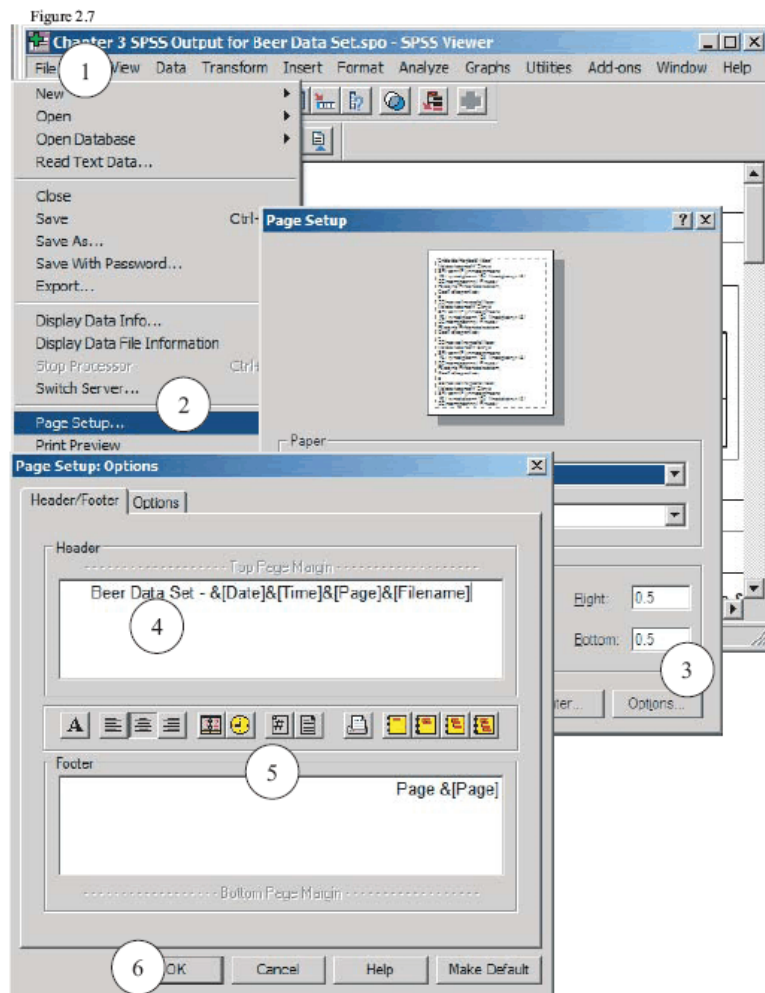 Figure 2.7
Chapter 3 SPSS Output for Beer Data Set.spo - SPSS Viewer
File 1 View Data Transform Insert Format Analyze Graphs Utilities Add-ons Window Help
New
Open
Open Database
Read Text Data...
Close
Save Ctrl-
Save As...
Save With Password...
Export...
Display Data Info...
Display Data File Information
Stop Processor Ctrl-
Switch Server...
2
Page Setup...
Print Preview
Page Setup
Paper
Right: 0.5
Bottom: 0.5
3
Options...
Page Setup: Options
Header/Footer Options
Header
Top Page Margin
Beer Data Set - &[Date]&[Time]&[Page]&[Filename]
4
A
5
Footer
Page &[Page]
Bottom Page Margin
6 OK Cancel Help Make Default